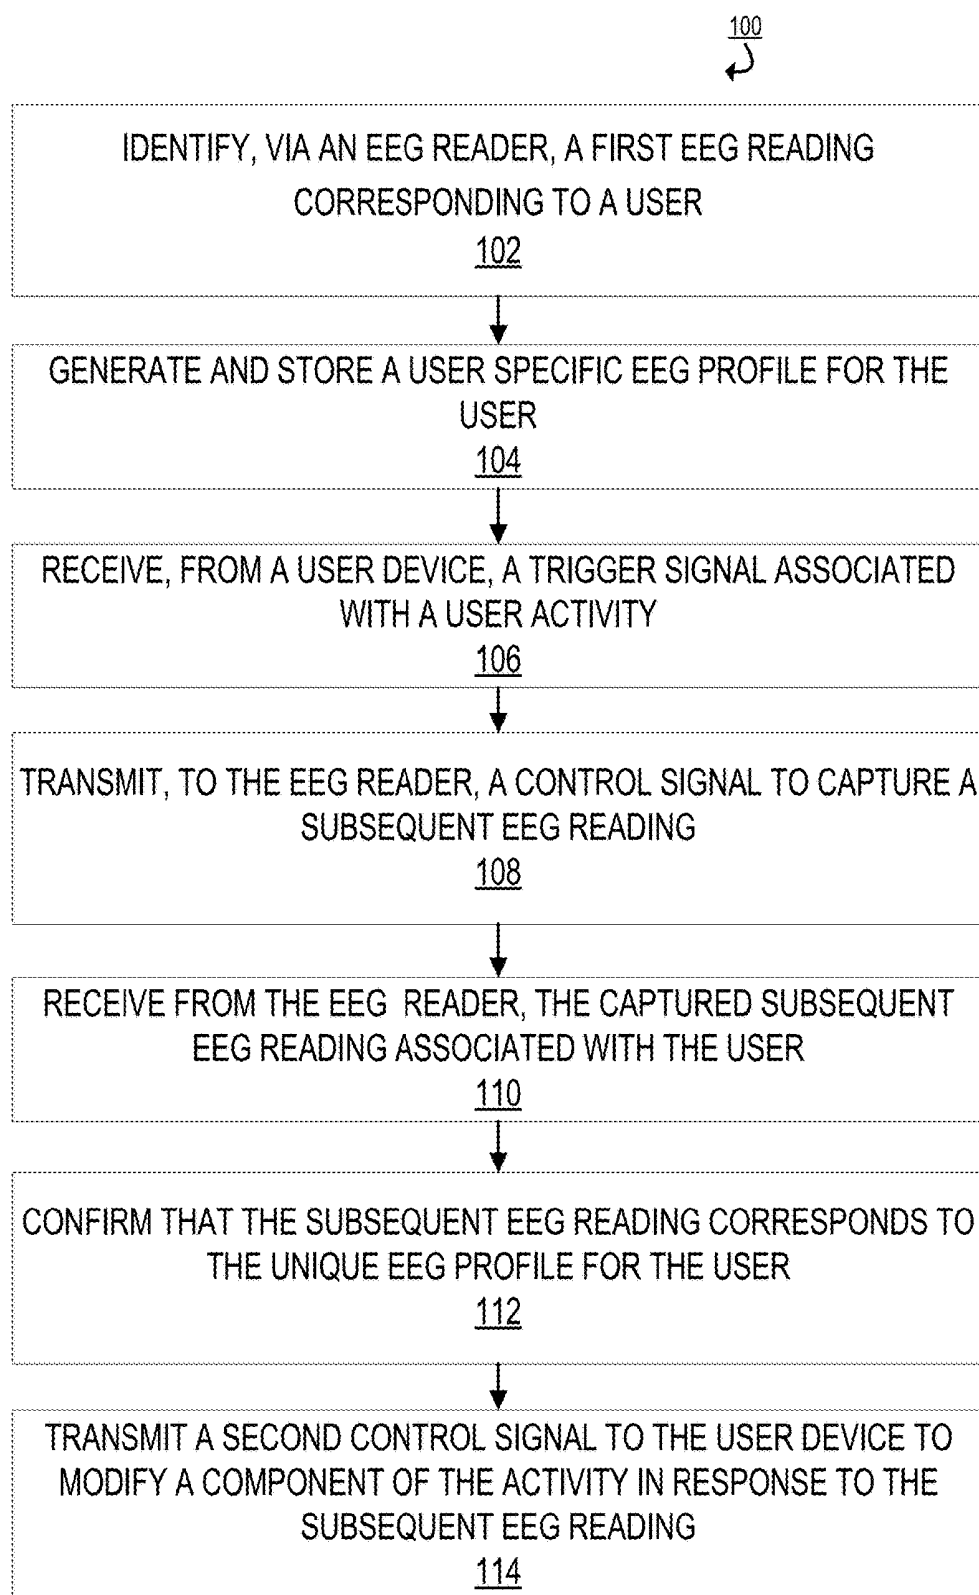 100
IDENTIFY, VIA AN EEG READER, A FIRST EEG READING
CORRESPONDING TO A USER
102
GENERATE AND STORE A USER SPECIFIC EEG PROFILE FOR THE
USER
104
RECEIVE, FROM A USER DEVICE, A TRIGGER SIGNAL ASSOCIATED
WITH A USER ACTIVITY
106
TRANSMIT, TO THE EEG READER, A CONTROL SIGNAL TO CAPTURE A
SUBSEQUENT EEG READING
108
RECEIVE FROM THE EEG READER, THE CAPTURED SUBSEQUENT
EEG READING ASSOCIATED WITH THE USER
110
CONFIRM THAT THE SUBSEQUENT EEG READING CORRESPONDS TO
THE UNIQUE EEG PROFILE FOR THE USER
112
TRANSMIT A SECOND CONTROL SIGNAL TO THE USER DEVICE TO
MODIFY A COMPONENT OF THE ACTIVITY IN RESPONSE TO THE
SUBSEQUENT EEG READING
114